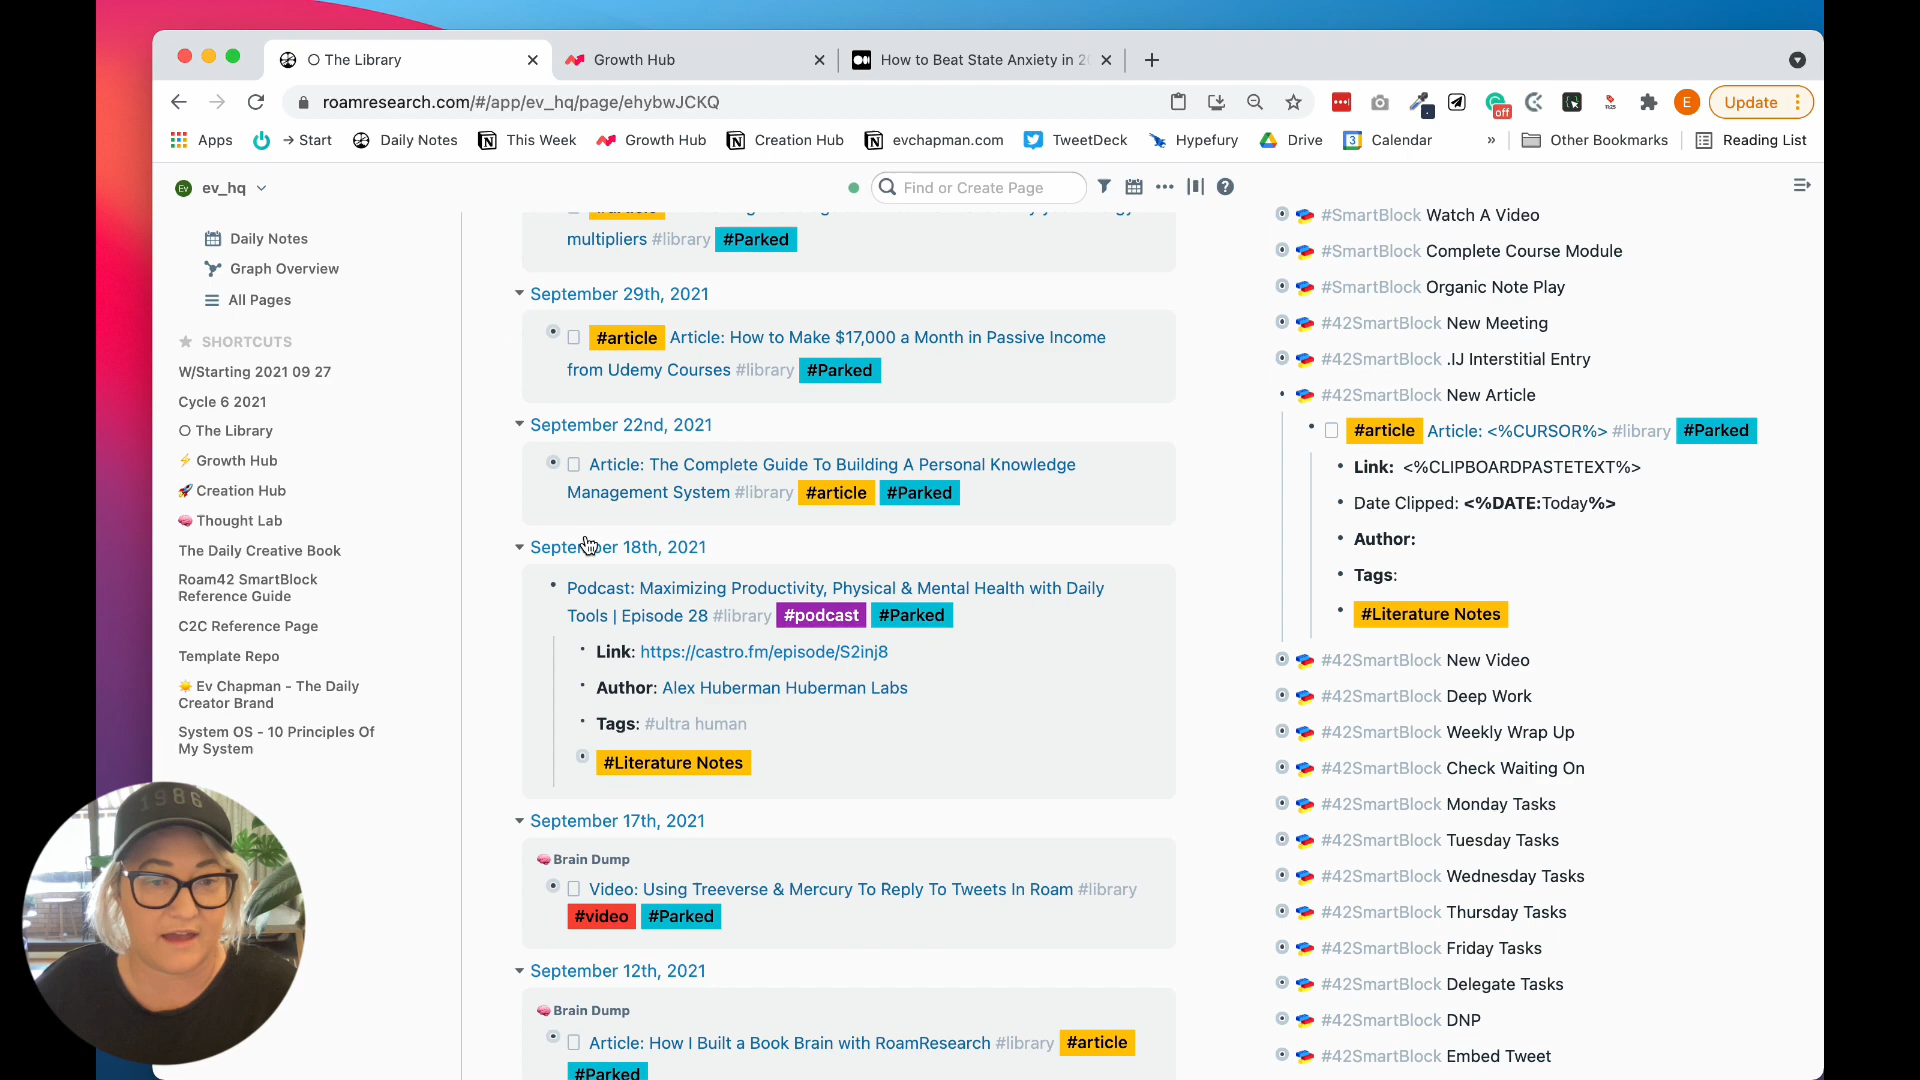 The Library
Growth Hub
How to Beat State Anxiety in 20
roamresearch.com/#/app/ev_hq/page/ehybwJCKQ
off
E
Update
Apps
→ Start
Daily Notes
This Week
Growth Hub
Creation Hub
evchapman.com
TweetDeck
Hypefury
Drive
3
Calendar
»
Other Bookmarks
Reading List
Ev
ev_hq
Find or Create Page
Daily Notes
Graph Overview
All Pages
SHORTCUTS
W/Starting 2021 09 27
Cycle 6 2021
The Library
Growth Hub
Creation Hub
Thought Lab
The Daily Creative Book
Roam42 SmartBlock
Reference Guide
C2C Reference Page
Template Repo
Ev Chapman - The Daily
Creator Brand
System OS - 10 Principles Of
My System
multipliers #library #Parked
September 29th, 2021
#article Article: How to Make $17,000 a Month in Passive Income
from Udemy Courses #library #Parked
September 22nd, 2021
Article: The Complete Guide To Building A Personal Knowledge
Management System #library #article #Parked
September 18th, 2021
Podcast: Maximizing Productivity, Physical & Mental Health with Daily
Tools | Episode 28 #library #podcast #Parked
Link: https://castro.fm/episode/S2inj8
Author: Alex Huberman Huberman Labs
Tags: #ultra human
#Literature Notes
September 17th, 2021
Brain Dump
Video: Using Treeverse & Mercury To Reply To Tweets In Roam #library
#video #Parked
September 12th, 2021
Brain Dump
Article: How I Built a Book Brain with RoamResearch #library #article
#Parked
#SmartBlock Watch A Video
#SmartBlock Complete Course Module
#SmartBlock Organic Note Play
#42SmartBlock New Meeting
#42SmartBlock .IJ Interstitial Entry
#42SmartBlock New Article
#article Article: <%CURSOR%> #library #Parked
Link: <%CLIPBOARDPASTETEXT%>
Date Clipped: <%DATE:Today%>
Author:
Tags:
#Literature Notes
#42SmartBlock New Video
#42SmartBlock Deep Work
#42SmartBlock Weekly Wrap Up
#42SmartBlock Check Waiting On
#42SmartBlock Monday Tasks
#42SmartBlock Tuesday Tasks
#42SmartBlock Wednesday Tasks
#42SmartBlock Thursday Tasks
#42SmartBlock Friday Tasks
#42SmartBlock Delegate Tasks
#42SmartBlock DNP
#42SmartBlock Embed Tweet
1986